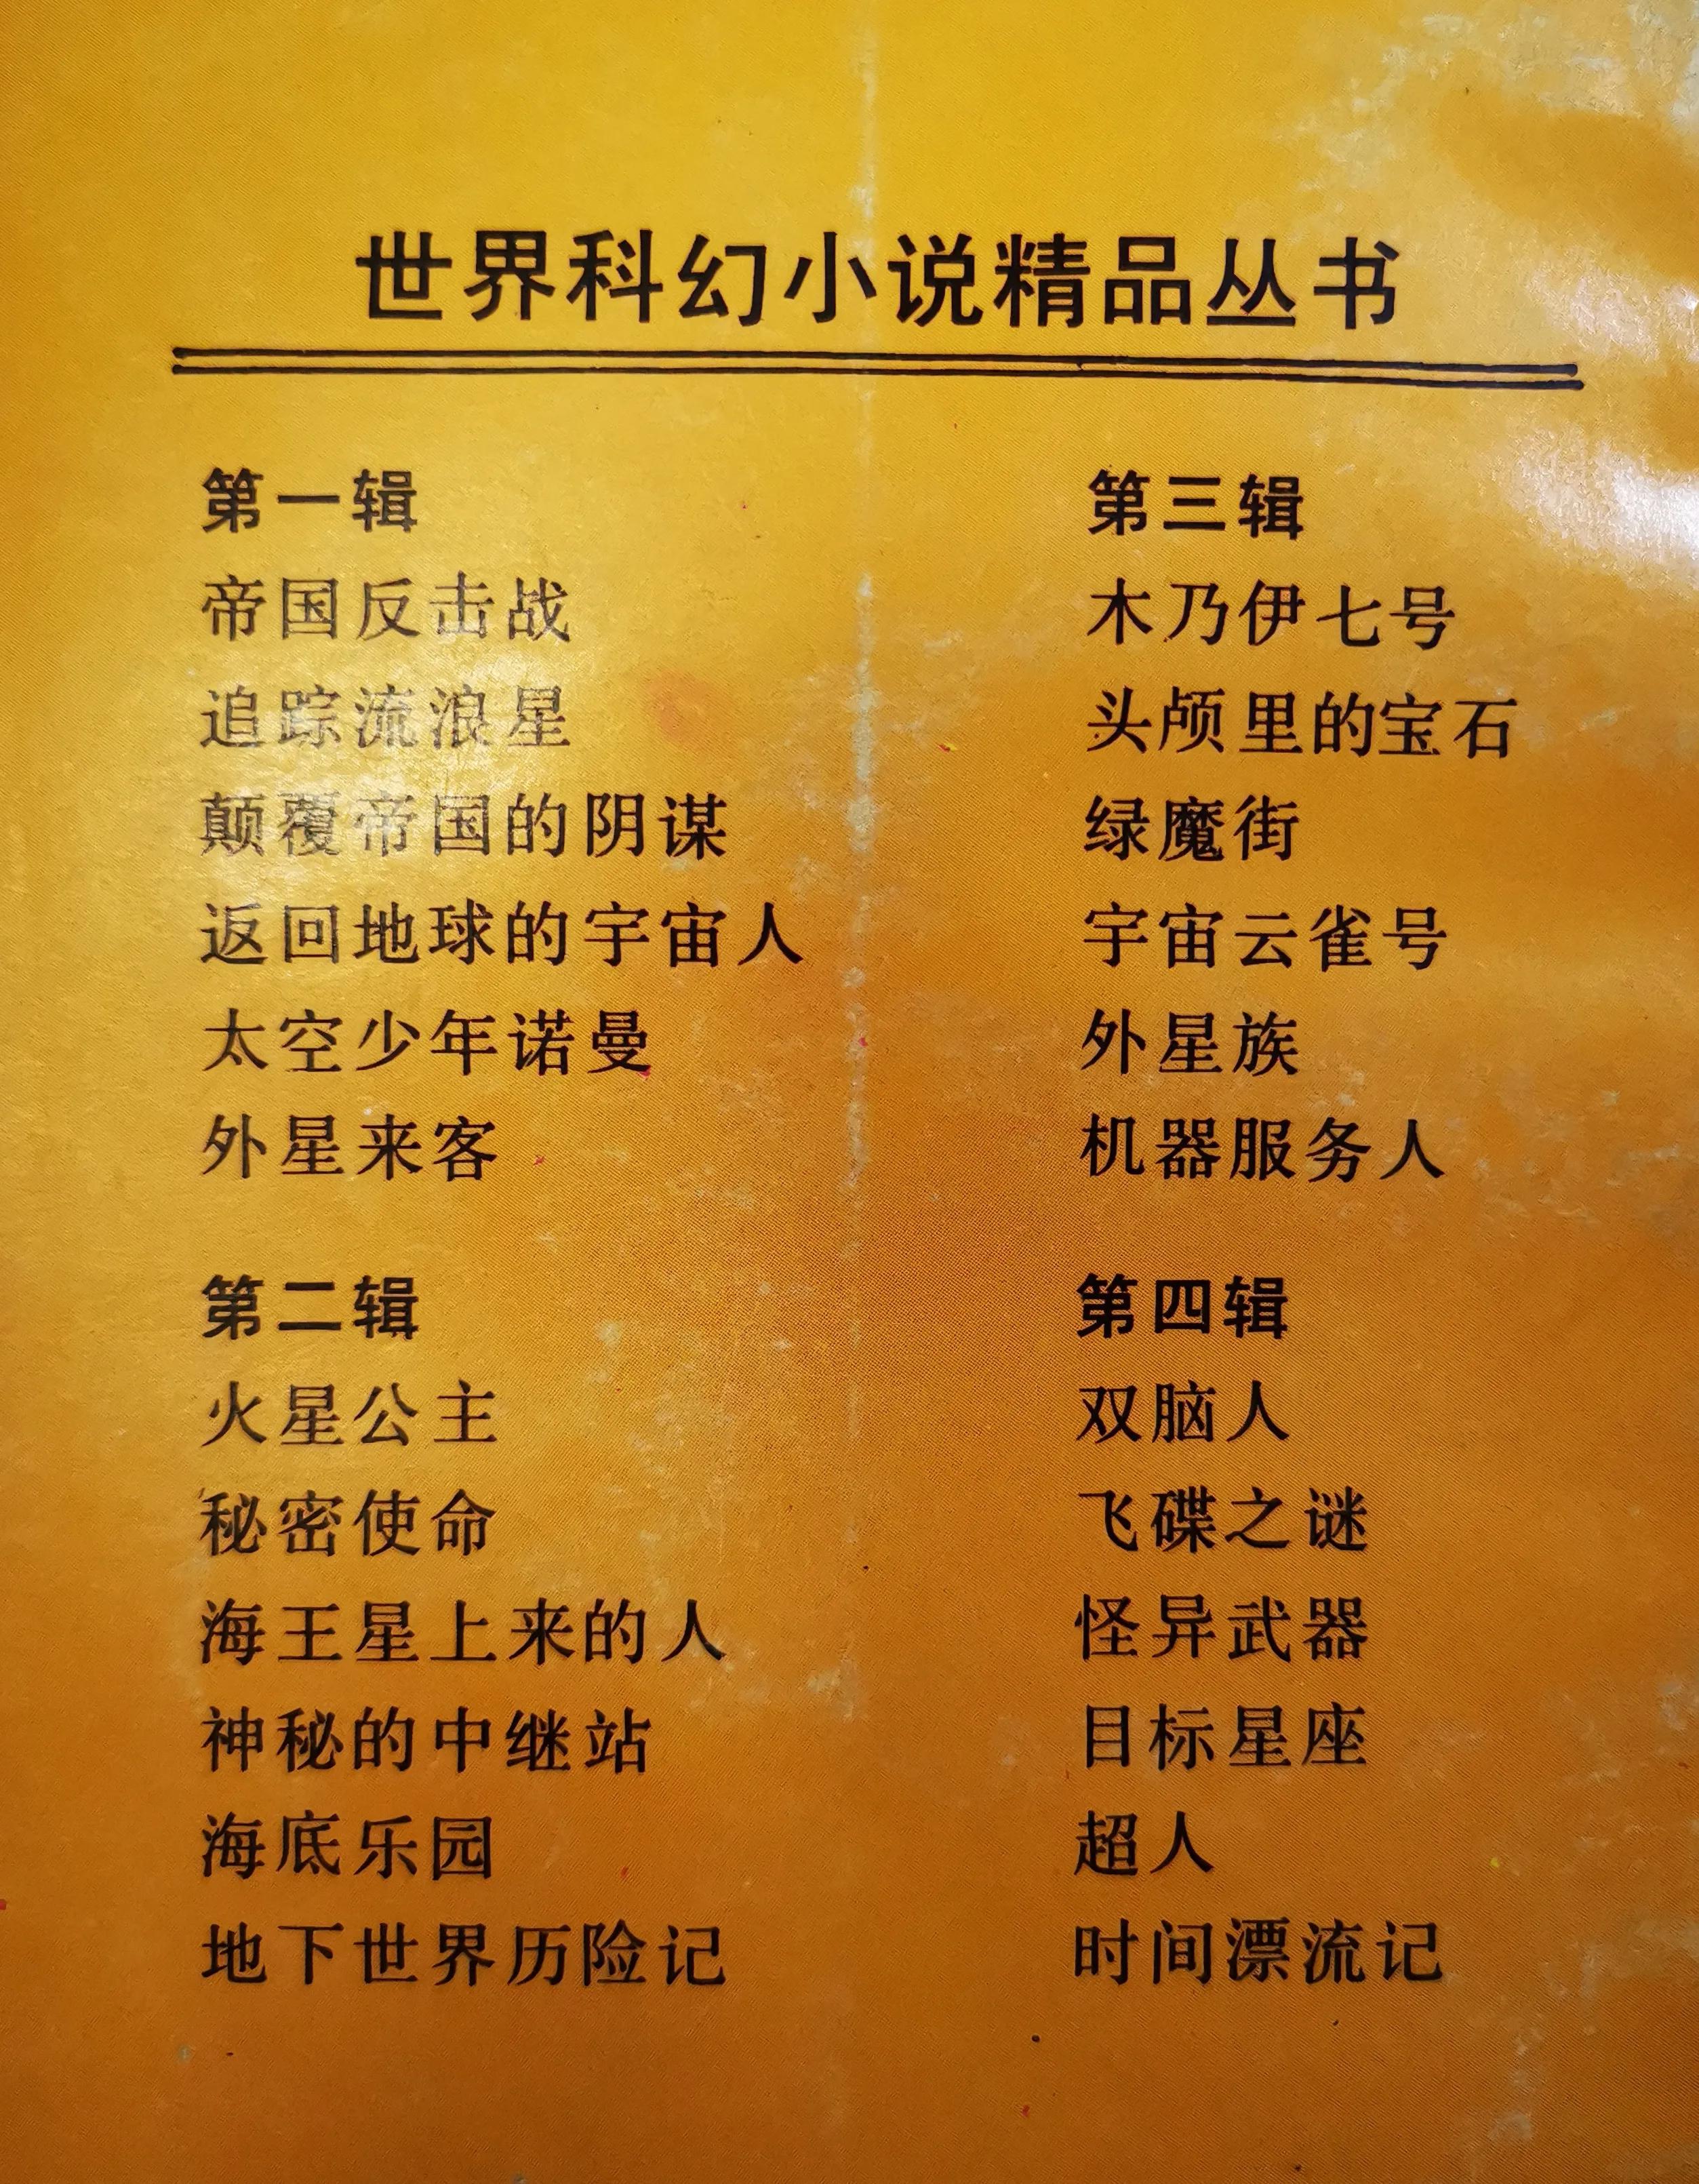 世界科幻小说精品丛书
第一辑
帝国反击战
追踪流浪星
颠覆帝国的阴谋
返回地球的宇宙人
太空少年诺曼
外星来客
第二辑
火星公主
秘密使命
海王星上来的人
神秘的中继站
海底乐园
地下世界历险记
第三辑
木乃伊七号
头颅里的宝石
绿魔街
宇宙云雀号
外星族
机器服务人
第四辑
双脑人
飞碟之谜
怪异武器
目标星座
超人
时间漂流记